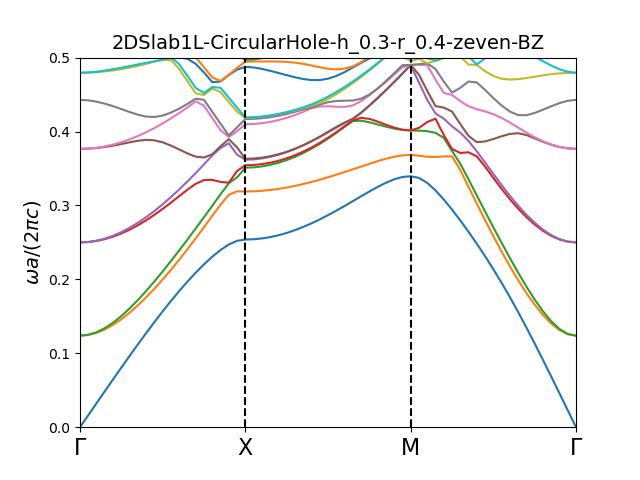 2DSlab1L-CircularHole-h_0.3-r_0.4-zeven-BZ
ωa/(2πc)
0.5
0.4
0.3
0.2
0.1
0.0
Γ X M Γ